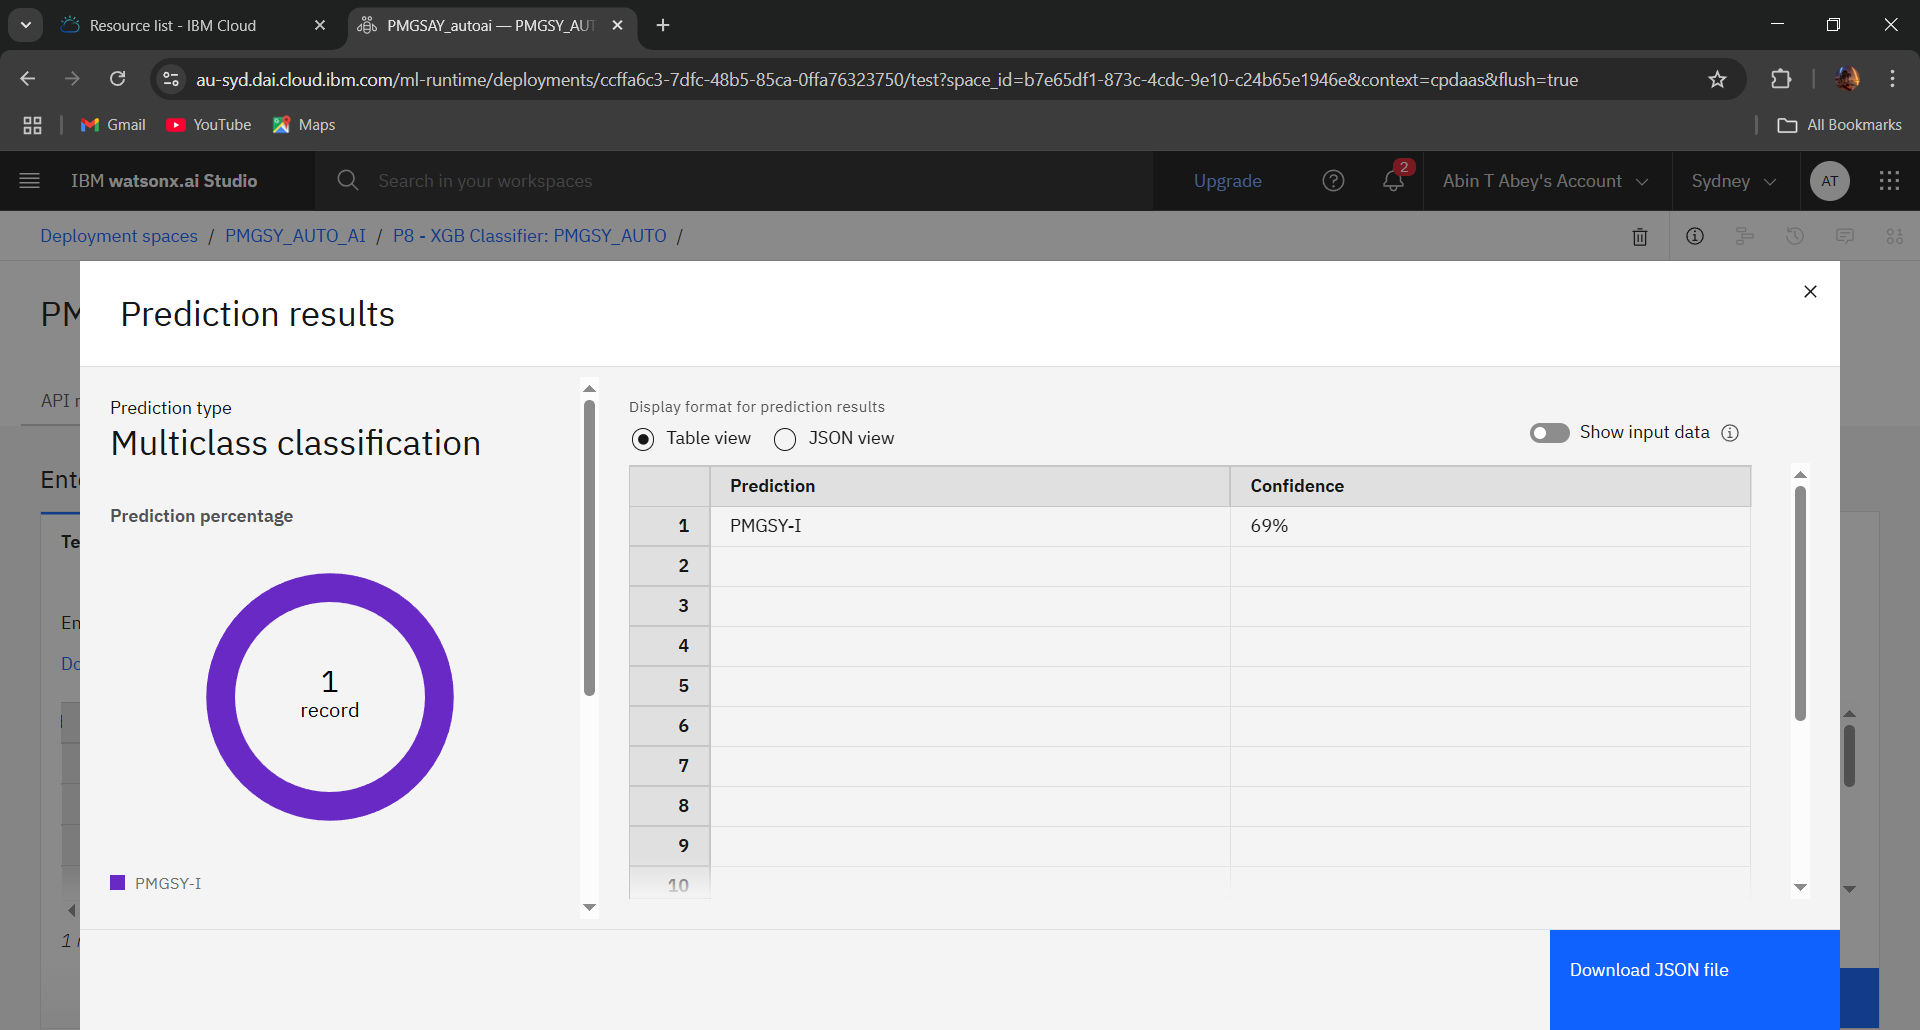 Resource list - IBM Cloud
PMGSAY_autoai — PMGSY_AUT
au-syd.dai.cloud.ibm.com/ml-runtime/deployments/ccffa6c3-7dfc-48b5-85ca-0ffa76323750/test?space_id=b7e65df1-873c-4cdc-9e10-c24b65e1946e&context=cpdaas&flush=true
Gmail
YouTube
Maps
All Bookmarks
IBM watsonx.ai Studio
Search in your workspaces
Upgrade
2
Abin T Abey's Account
Sydney
AT
Deployment spaces / PMGSY_AUTO_AI / P8 - XGB Classifier: PMGSY_AUTO /
PM
Prediction results
API r
Ente
Te
En
Do
1 r
Prediction type
Multiclass classification
Prediction percentage
1
record
PMGSY-I
Display format for prediction results
Table view
JSON view
Show input data
Prediction Confidence
1 PMGSY-I 69%
2
3
4
5
6
7
8
9
10
Download JSON file